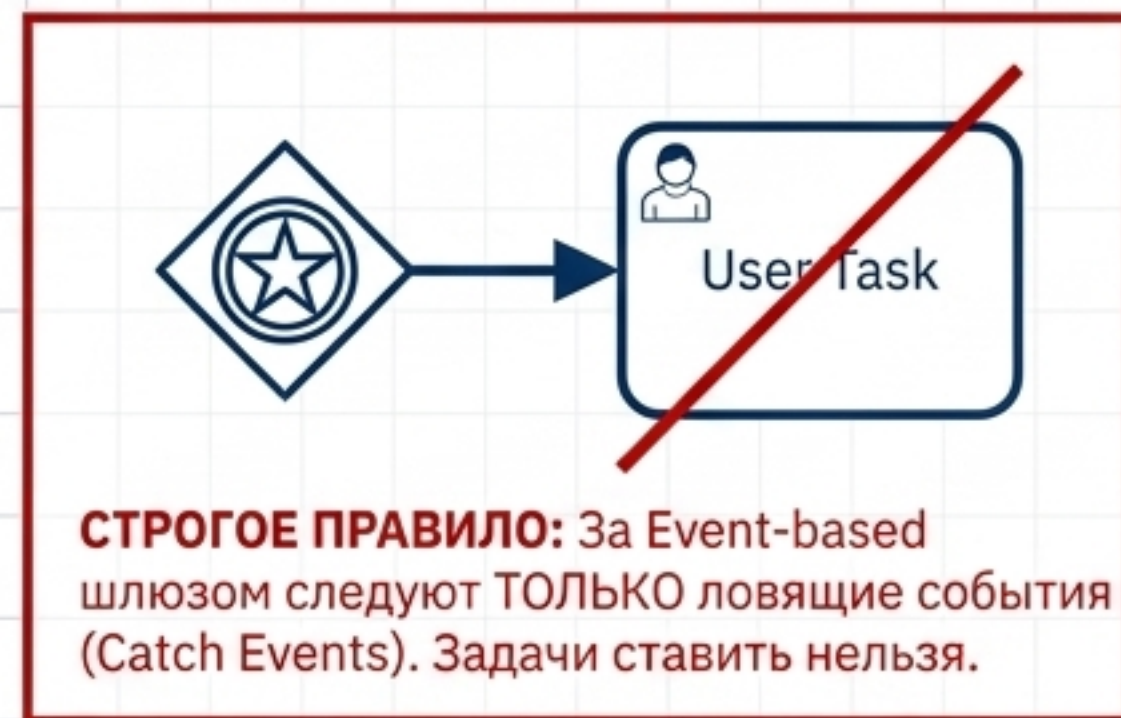 User Task
СТРОГОЕ ПРАВИЛО: За Event-based
шлюзом следуют ТОЛЬКО ловящие события
(Catch Events). Задачи ставить нельзя.